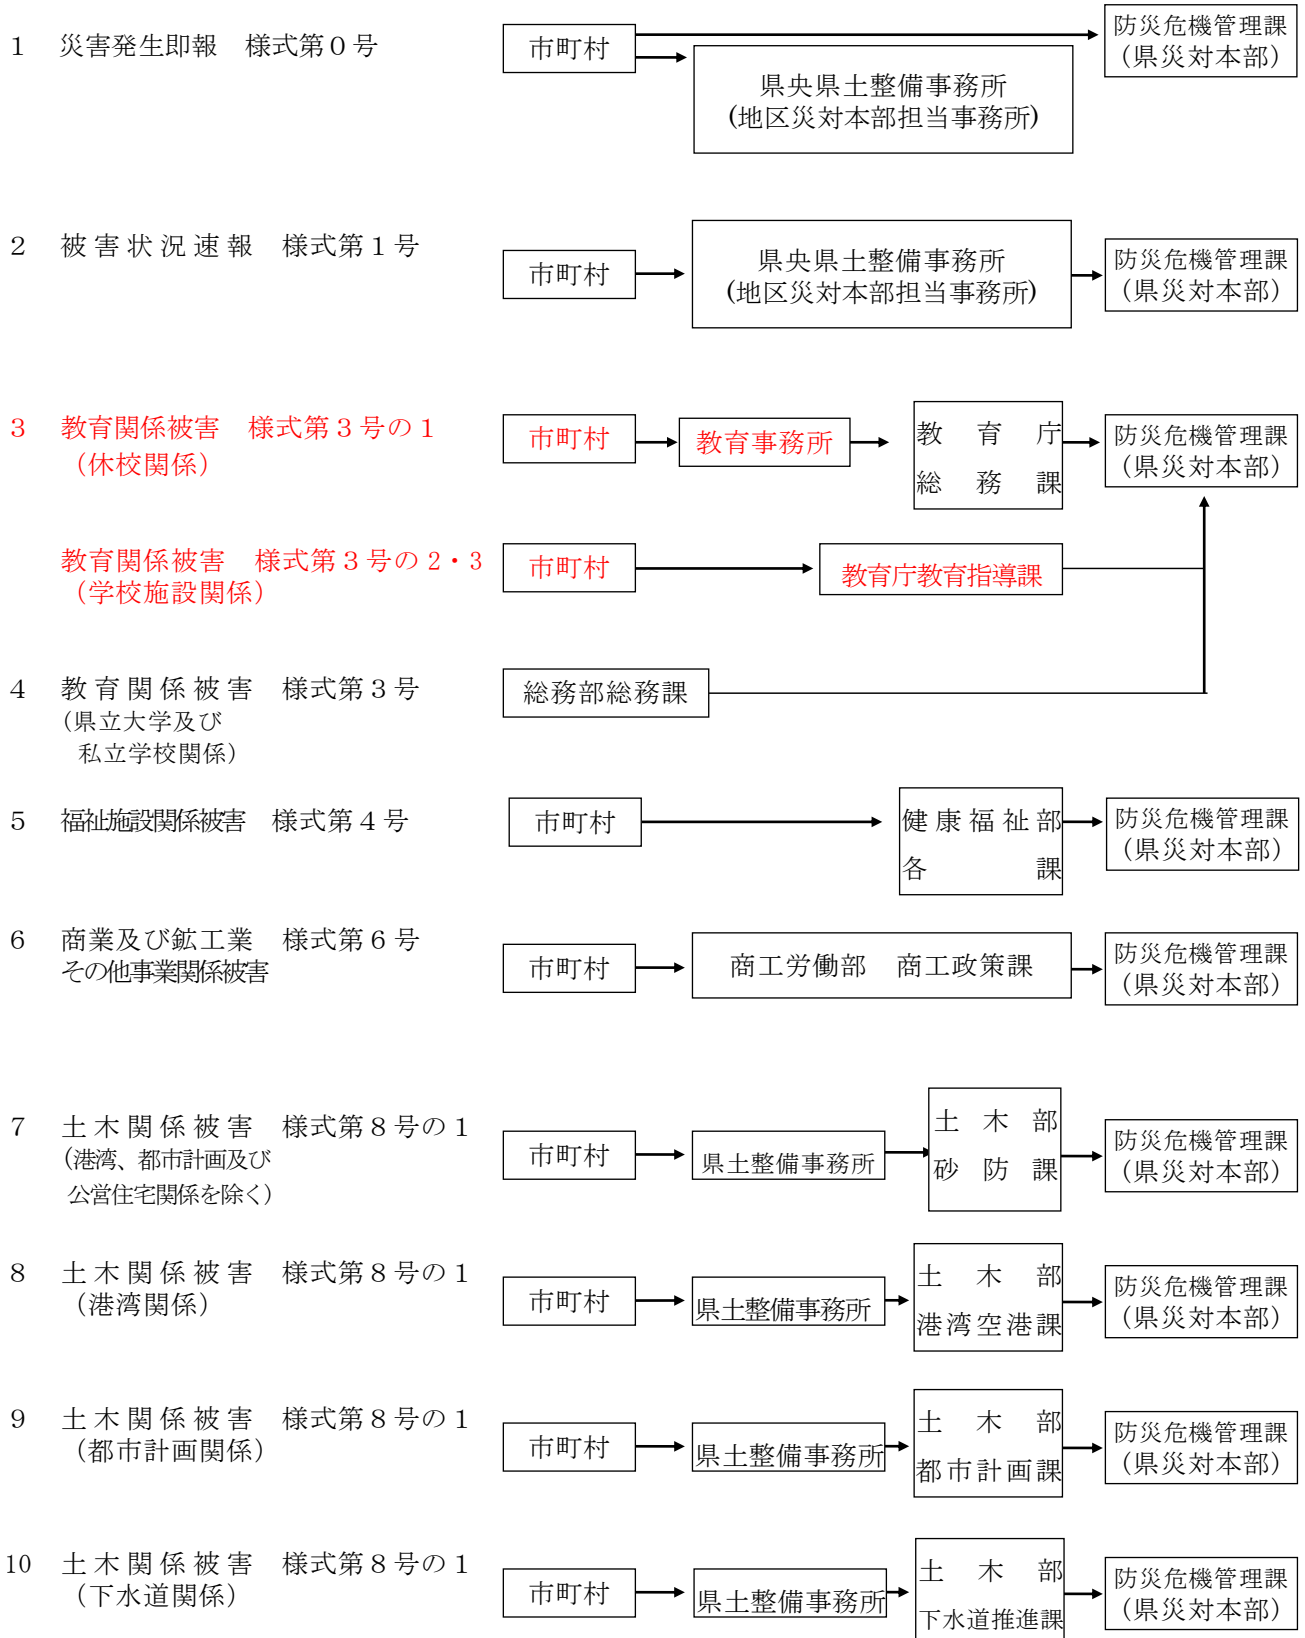 1 災害発生即報 様式第０号
市町村
防災危機管理課
（県災対本部）
県央県土整備事務所
(地区災対本部担当事務所)
2 被害状況速報 様式第１号
市町村
県央県土整備事務所
(地区災対本部担当事務所)
防災危機管理課
（県災対本部）
3 教育関係被害 様式第３号の１
（休校関係）
市町村
教育事務所
教育庁
総務課
防災危機管理課
（県災対本部）
教育関係被害 様式第３号の 2・3
（学校施設関係）
市町村
教育庁教育指導課
4 教育関係被害 様式第３号
（県立大学及び
私立学校関係）
総務部総務課
5 福祉施設関係被害 様式第４号
市町村
健康福祉部
各課
防災危機管理課
（県災対本部）
6 商業及び鉱工業 様式第６号
その他事業関係被害
市町村
商工労働部 商工政策課
防災危機管理課
（県災対本部）
7 土木関係被害 様式第８号の１
（港湾、都市計画及び
公営住宅関係を除く）
市町村
県土整備事務所
土木部
砂防課
防災危機管理課
（県災対本部）
8 土木関係被害 様式第８号の１
（港湾関係）
市町村
県土整備事務所
土木部
港湾空港課
防災危機管理課
（県災対本部）
9 土木関係被害 様式第８号の１
（都市計画関係）
市町村
県土整備事務所
土木部
都市計画課
防災危機管理課
（県災対本部）
10 土木関係被害 様式第８号の１
（下水道関係）
市町村
県土整備事務所
土木部
下水道推進課
防災危機管理課
（県災対本部）